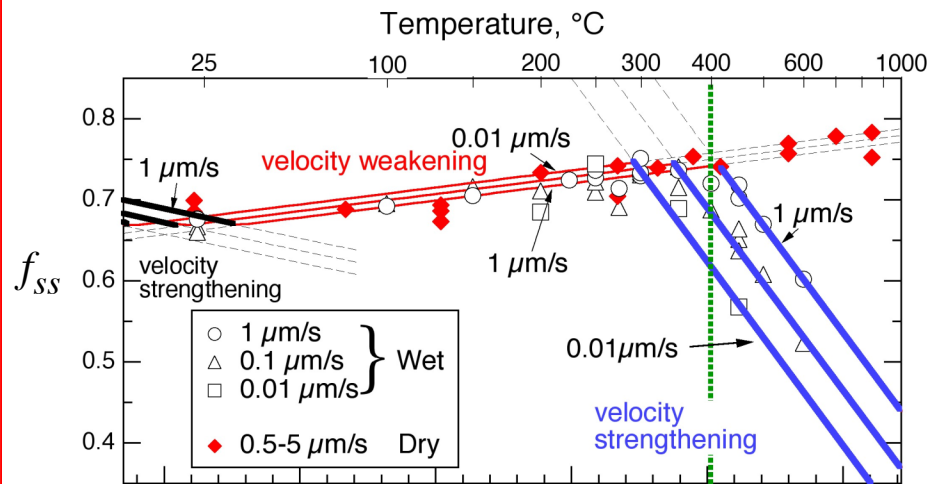 Temperature, °C
25 100 200 300 400 600 1000
0.8
0.7
0.6
0.5
0.4
f_ss
1 µm/s
velocity weakening
0.01 µm/s
1 µm/s
1 µm/s
velocity
strengthening
0.01µm/s
velocity
strengthening
1 µm/s
0.1 µm/s
0.01 µm/s
Wet
0.5-5 µm/s Dry